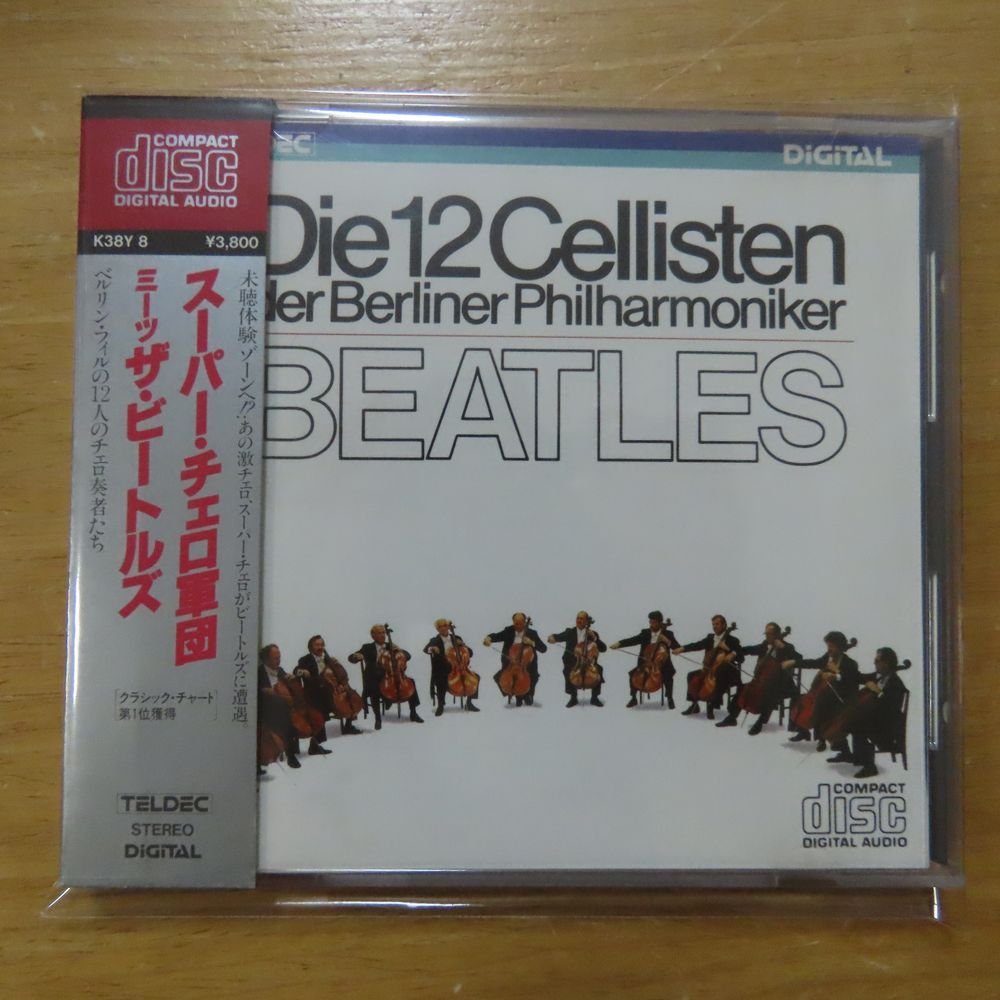 COMPACT
disc
DIGITAL AUDIO
K38Y 8 ¥3,800
未聴体験ゾーンへ!?あの激チェロ、スーパー・チェロがビートルズに遭遇。
スーパー・チェロ軍団
ミーツ・ザ・ビートルズ
ベルリン・フィルの12人のチェロ奏者たち
クラシック・チャート
第1位獲得
TELDEC
STEREO
DIGITAL
DEC DIGITAL
Die 12 Cellisten
der Berliner Philharmoniker
BEATLES
COMPACT
disc
DIGITAL AUDIO